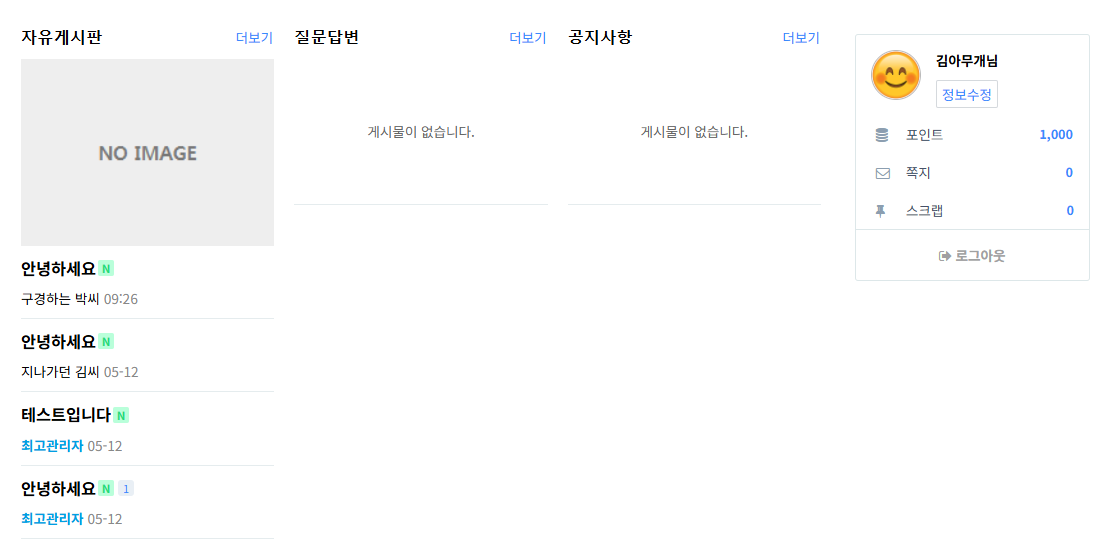 자유게시판 더보기
NO IMAGE
안녕하세요 N
구경하는 박씨 09:26
안녕하세요 N
지나가던 김씨 05-12
테스트입니다 N
최고관리자 05-12
안녕하세요 N 1
최고관리자 05-12
질문답변 더보기
게시물이 없습니다.
공지사항 더보기
게시물이 없습니다.
김아무개님
정보수정
포인트 1,000
쪽지 0
스크랩 0
로그아웃